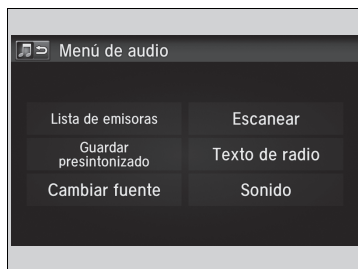 Menú de audio
Lista de emisoras
Escanear
Guardar
presintonizado
Texto de radio
Cambiar fuente
Sonido